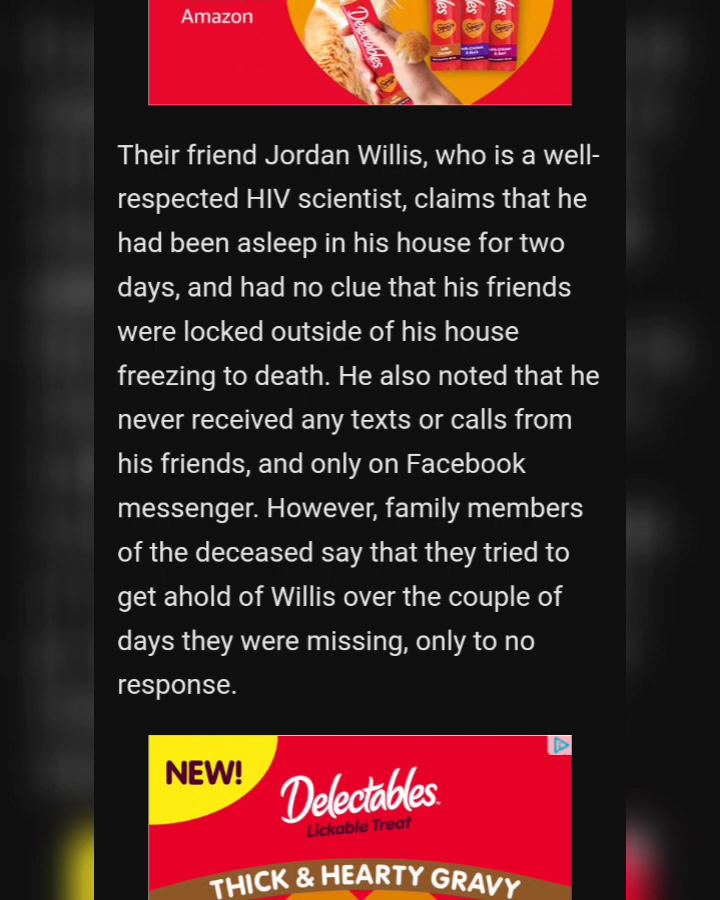 Amazon
Delectables
Their friend Jordan Willis, who is a well-
respected HIV scientist, claims that he
had been asleep in his house for two
days, and had no clue that his friends
were locked outside of his house
freezing to death. He also noted that he
never received any texts or calls from
his friends, and only on Facebook
messenger. However, family members
of the deceased say that they tried to
get ahold of Willis over the couple of
days they were missing, only to no
response.
NEW!
Delectables
Lickable Treat
THICK & HEARTY GRAVY